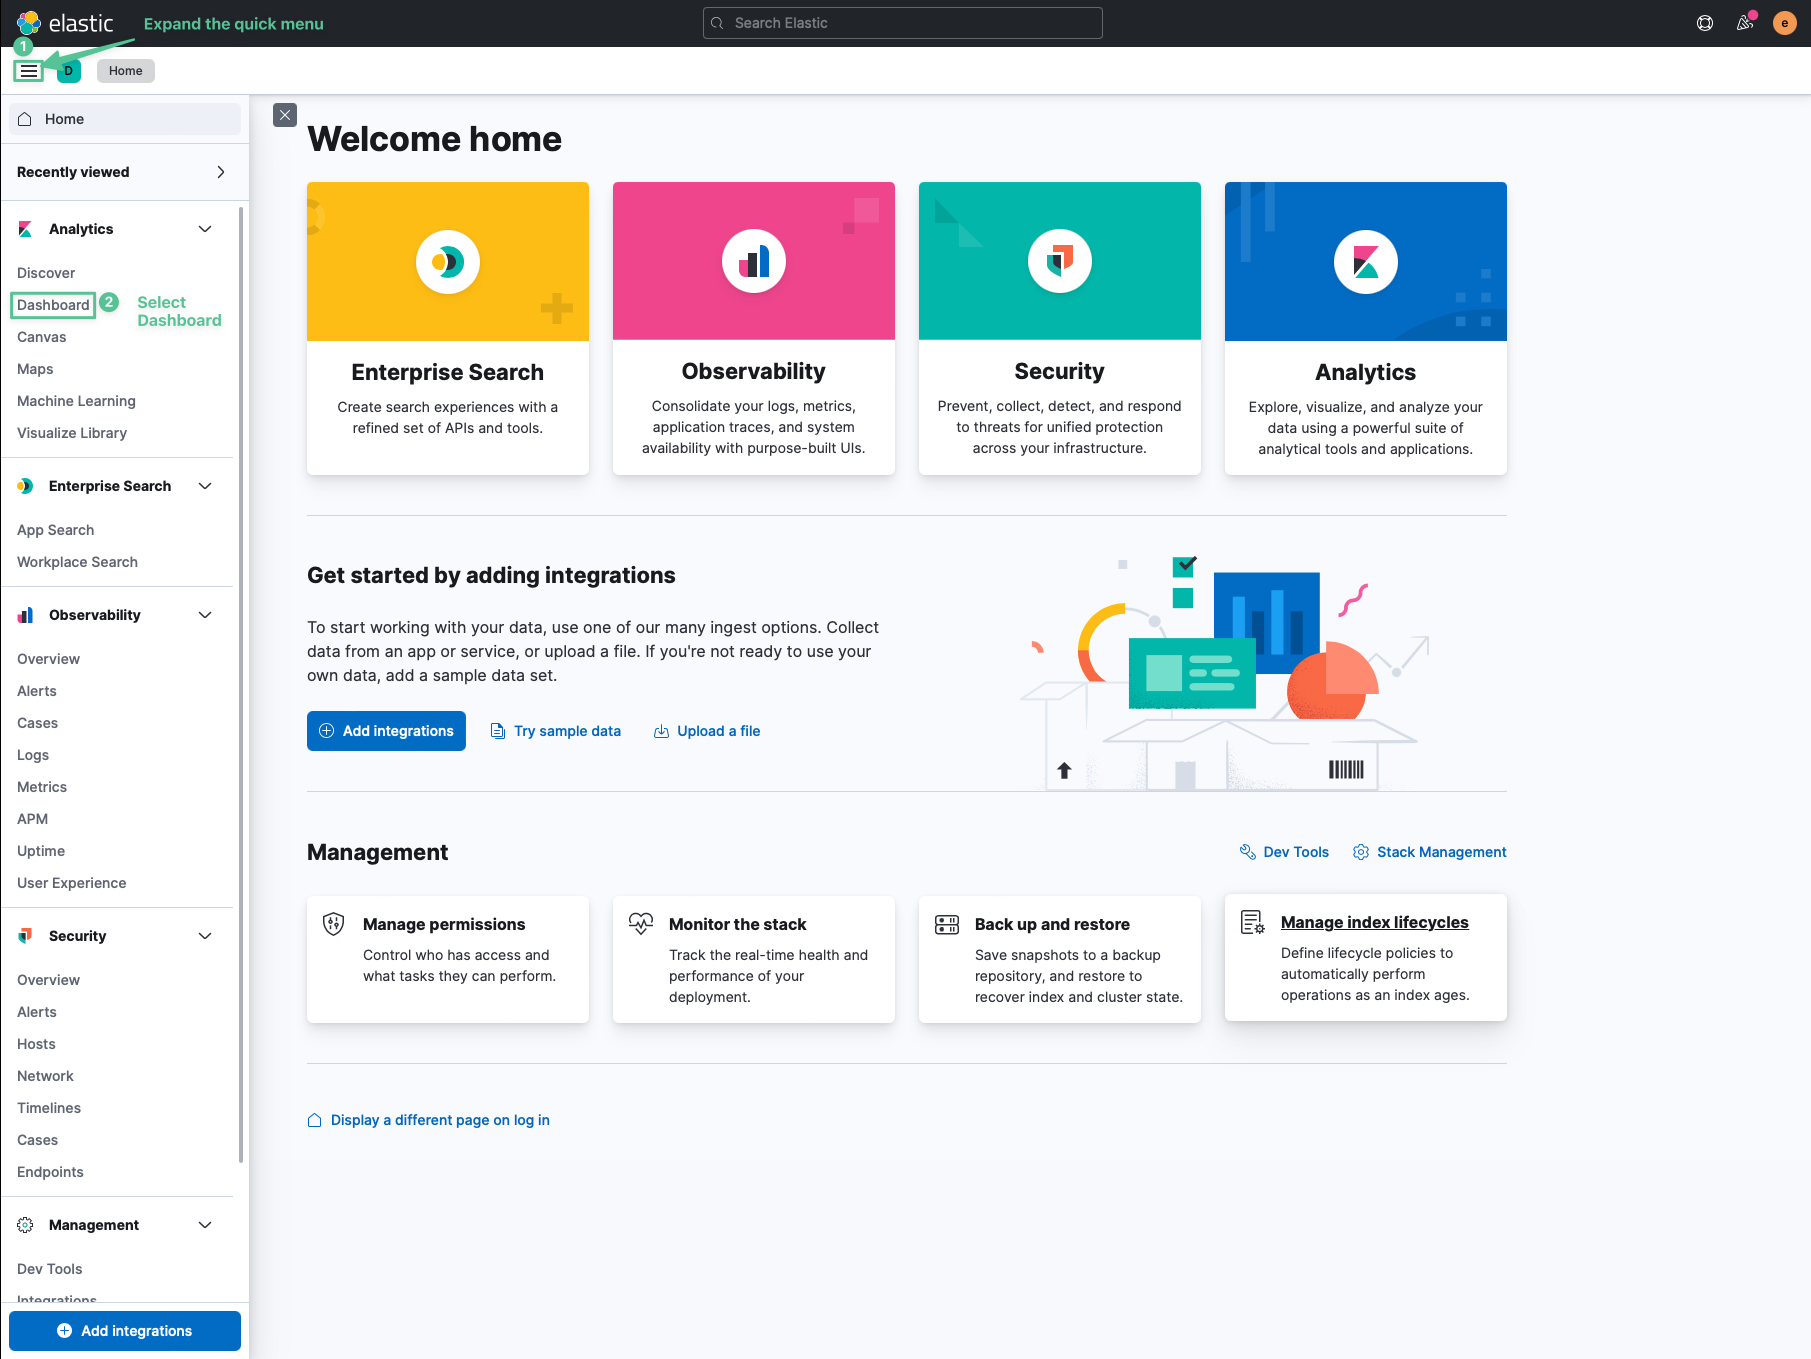 elastic
Expand the quick menu
Search Elastic
e
1
D
Home
Home
Recently viewed
Analytics
Discover
Dashboard
2
Select
Dashboard
Canvas
Maps
Machine Learning
Visualize Library
Enterprise Search
App Search
Workplace Search
Observability
Overview
Alerts
Cases
Logs
Metrics
APM
Uptime
User Experience
Security
Overview
Alerts
Hosts
Network
Timelines
Cases
Endpoints
Management
Dev Tools
Integrations
Add integrations
Welcome home
Enterprise Search
Create search experiences with a
refined set of APIs and tools.
Observability
Consolidate your logs, metrics,
application traces, and system
availability with purpose-built UIs.
Security
Prevent, collect, detect, and respond
to threats for unified protection
across your infrastructure.
Analytics
Explore, visualize, and analyze your
data using a powerful suite of
analytical tools and applications.
Get started by adding integrations
To start working with your data, use one of our many ingest options. Collect
data from an app or service, or upload a file. If you're not ready to use your
own data, add a sample data set.
Add integrations
Try sample data
Upload a file
Management
Dev Tools
Stack Management
Manage permissions
Control who has access and
what tasks they can perform.
Monitor the stack
Track the real-time health and
performance of your
deployment.
Back up and restore
Save snapshots to a backup
repository, and restore to
recover index and cluster state.
Manage index lifecycles
Define lifecycle policies to
automatically perform
operations as an index ages.
Display a different page on log in